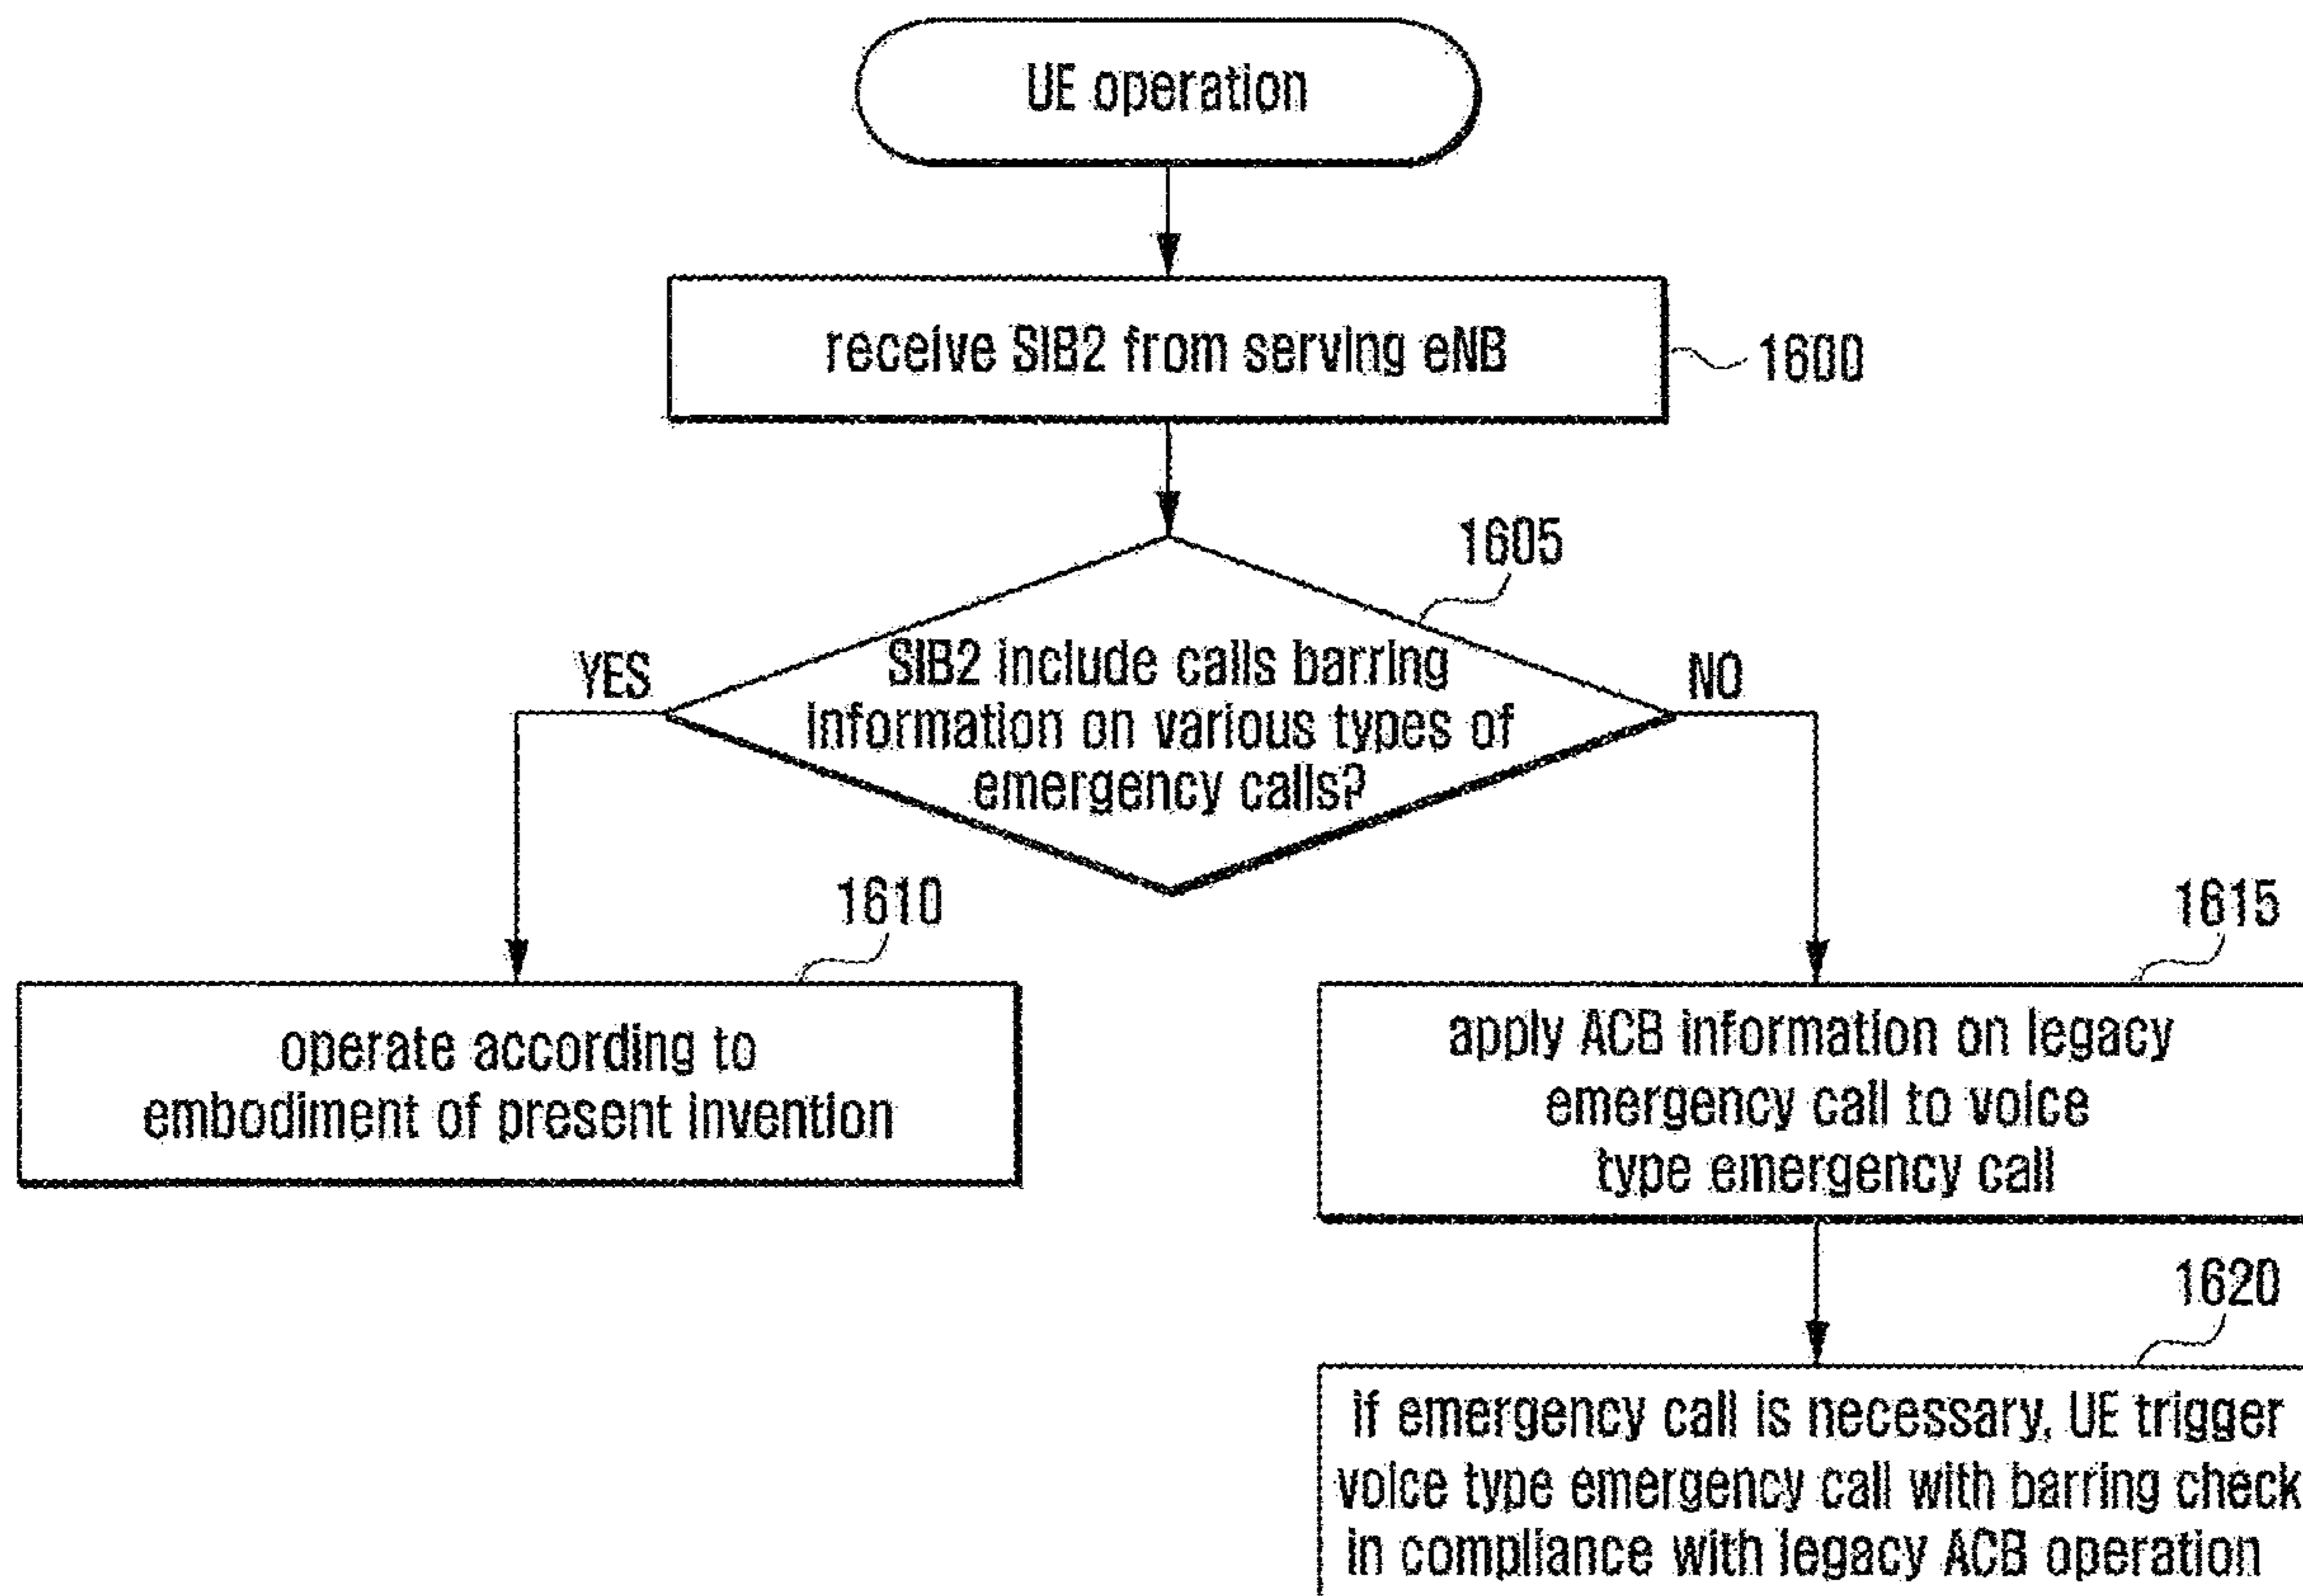 UE operation
receive SIB2 from serving eNB
1600
1605
YES
SIB2 include calls barring
information on various types of
emergency calls?
NO
1610
operate according to
embodiment of present invention
1615
apply ACB information on legacy
emergency call to voice
type emergency call
1620
if emergency call is necessary, UE trigger
voice type emergency call with barring check
in compliance with legacy ACB operation